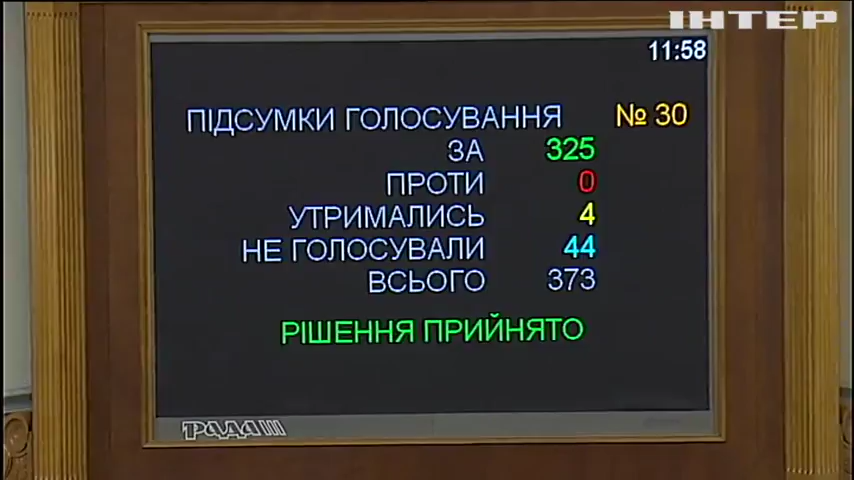 ІНТЕР
11:58
ПІДСУМКИ ГОЛОСУВАННЯ № 30
ЗА 325
ПРОТИ 0
УТРИМАЛИСЬ 4
НЕ ГОЛОСУВАЛИ 44
ВСЬОГО 373
РІШЕННЯ ПРИЙНЯТО
РАДА III